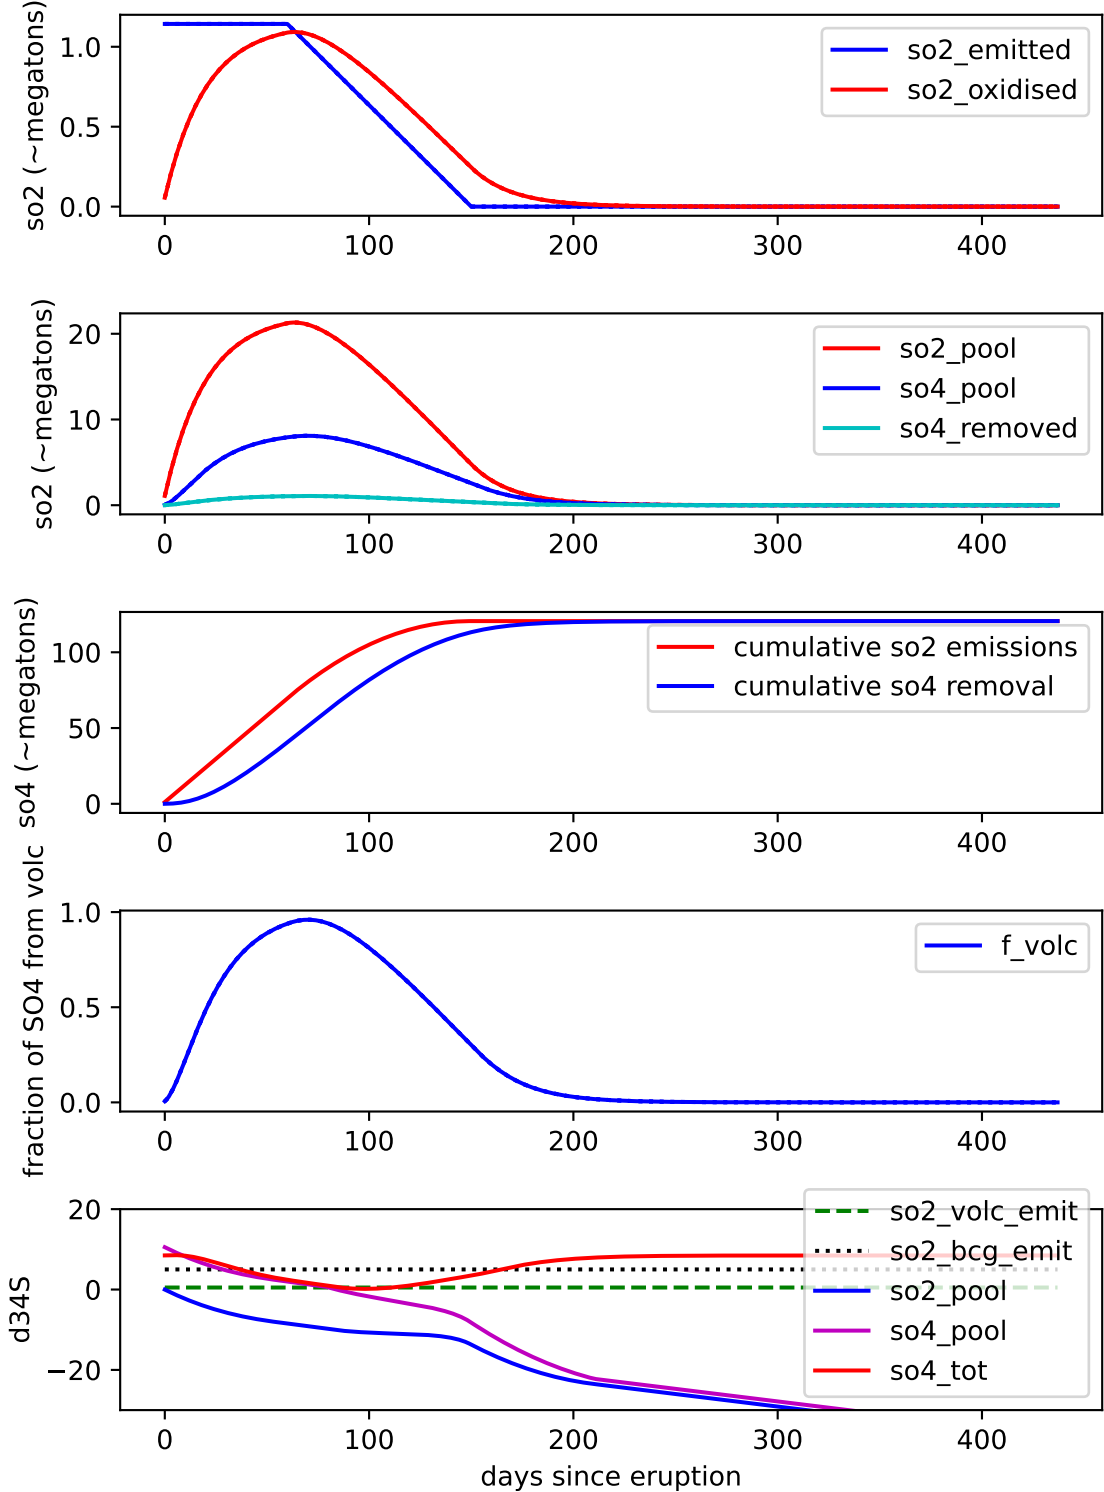 so2 (~megatons)
1.0
0.5
0.0
so2_emitted
so2_oxidised
0 100 200 300 400
so2 (~megatons)
20
10
0
so2_pool
so4_pool
so4_removed
0 100 200 300 400
so4 (~megatons)
100
50
0
cumulative so2 emissions
cumulative so4 removal
0 100 200 300 400
fraction of SO4 from volc
1.0
0.5
0.0
f_volc
0 100 200 300 400
d34S
20
0
−20
so2_volc_emit
so2_bcg_emit
so2_pool
so4_pool
so4_tot
0 100 200 300 400
days since eruption